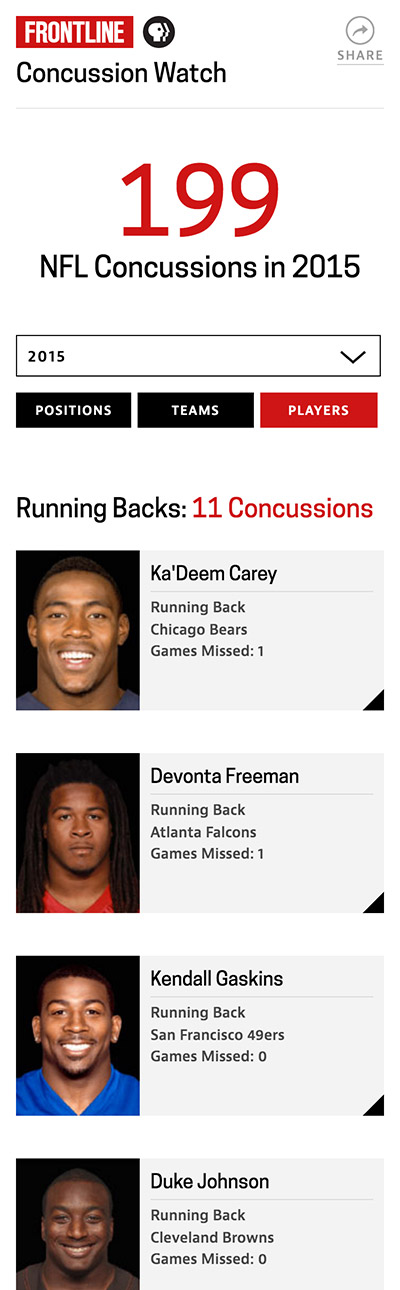 FRONTLINE
SHARE
Concussion Watch
199
NFL Concussions in 2015
2015
POSITIONS
TEAMS
PLAYERS
Running Backs: 11 Concussions
Ka'Deem Carey
Running Back
Chicago Bears
Games Missed: 1
Devonta Freeman
Running Back
Atlanta Falcons
Games Missed: 1
Kendall Gaskins
Running Back
San Francisco 49ers
Games Missed: 0
Duke Johnson
Running Back
Cleveland Browns
Games Missed: 0